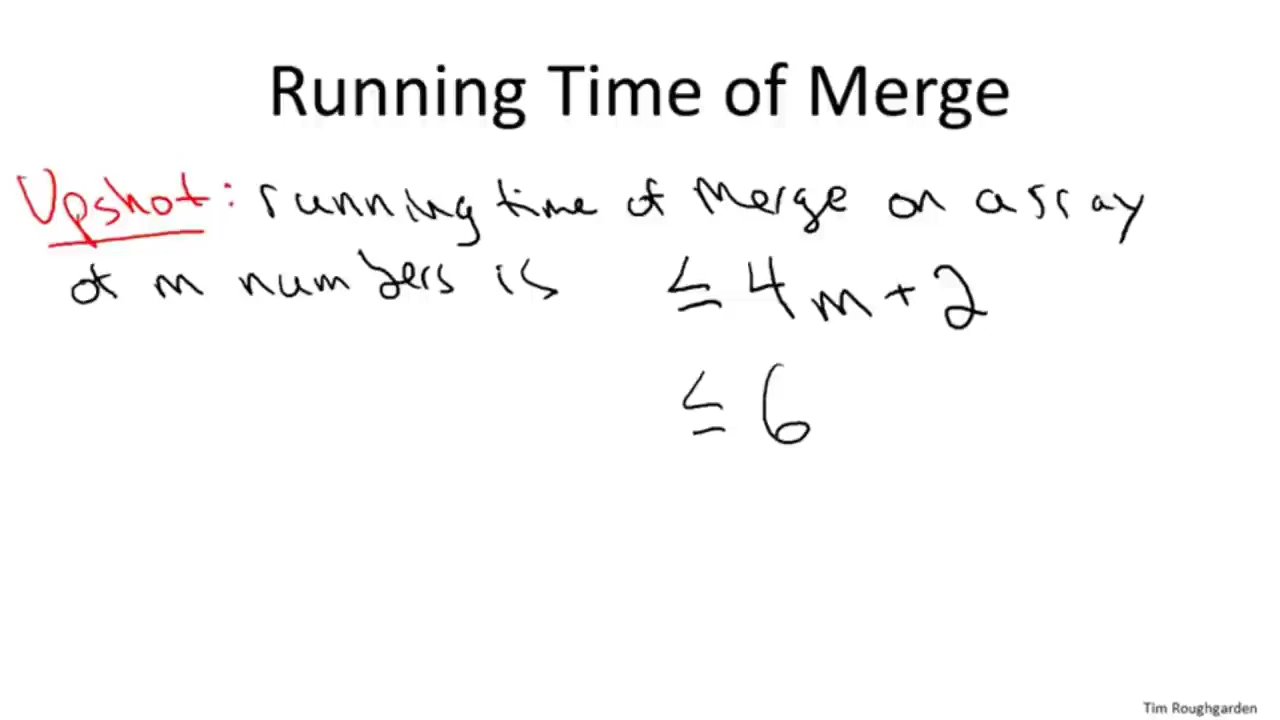 Running Time of Merge
Upshot: running time of Merge on array
of m numbers is ≤ 4m + 2
≤ 6
Tim Roughgarden